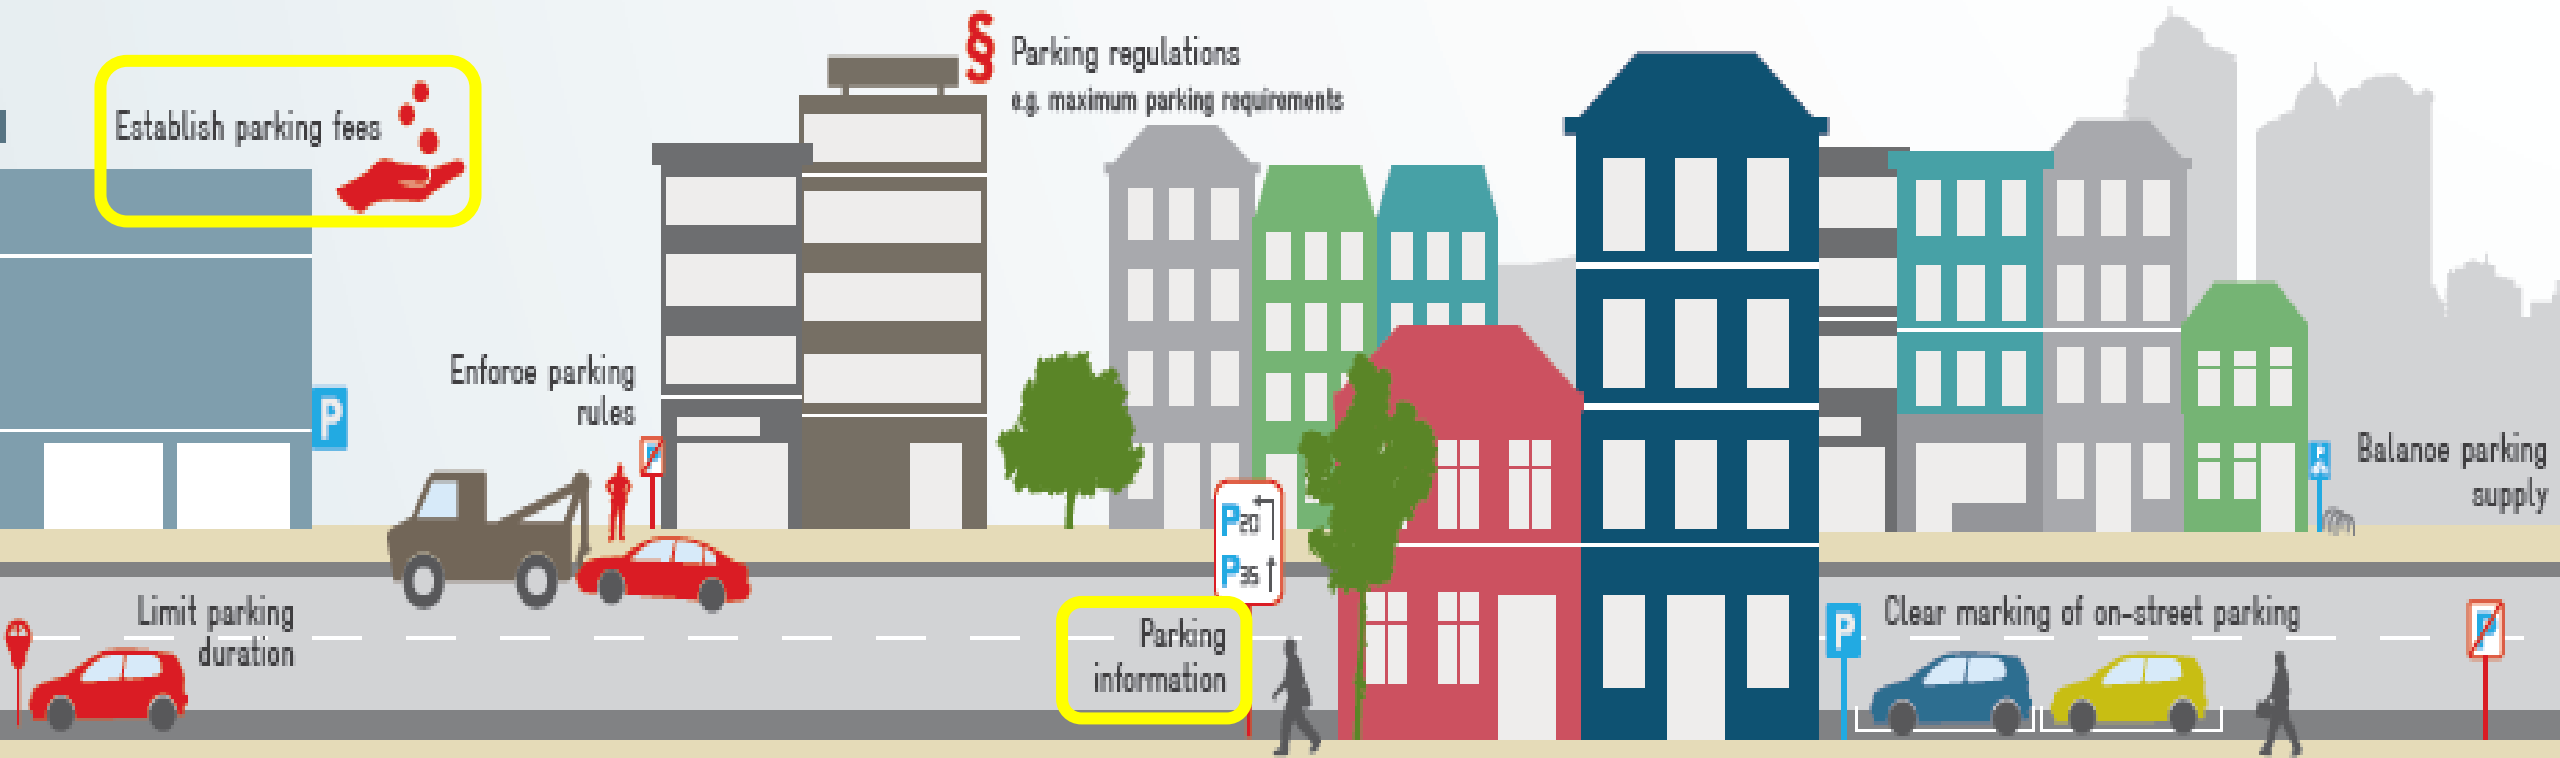 § Parking regulations
e.g. maximum parking requirements
Establish parking fees
Enforce parking
rules
P
P
Balance parking
supply
P20
P35
Limit parking
duration
Parking
information
P
Clear marking of on-street parking
P